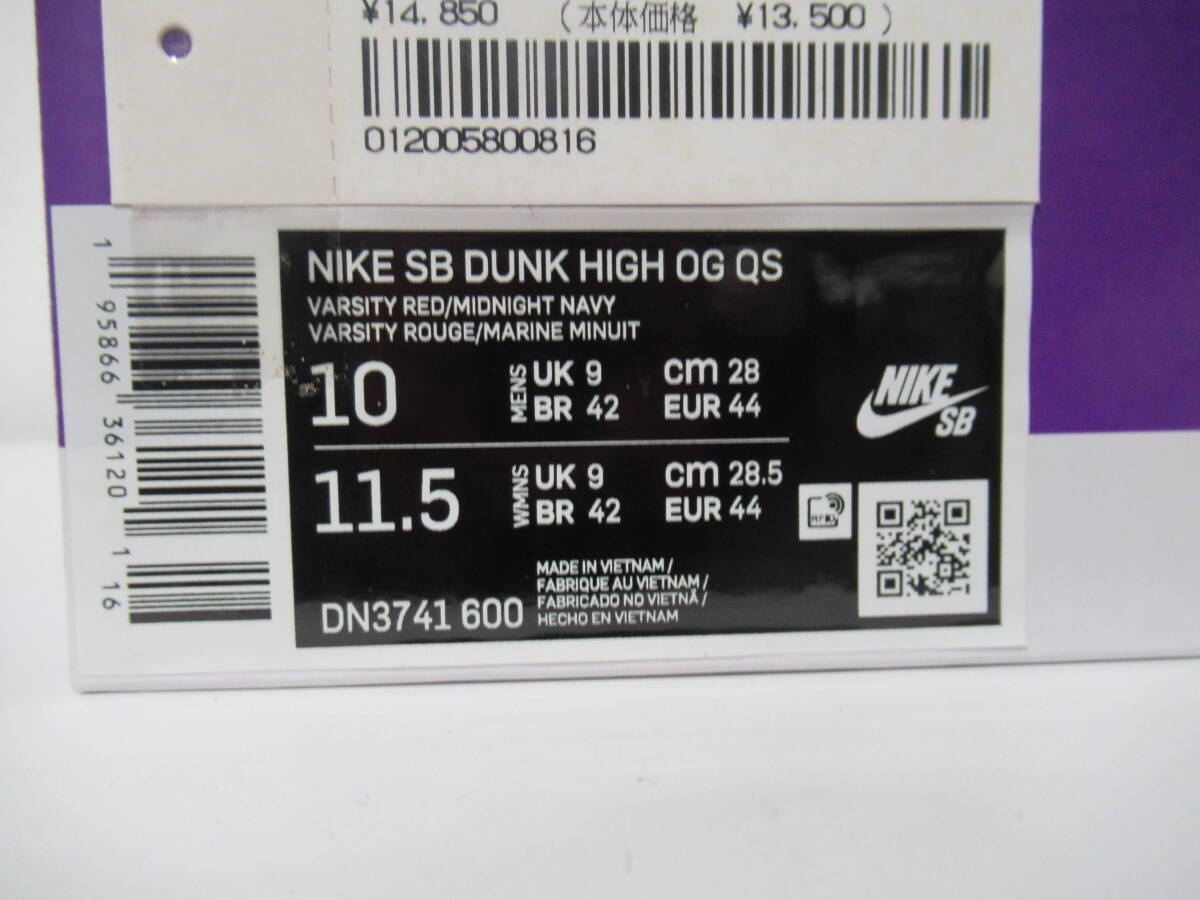 ¥14.850 (本体価格 ¥13.500)
012005800816
1 95866 36120 1 16
NIKE SB DUNK HIGH OG QS
VARSITY RED/MIDNIGHT NAVY
VARSITY ROUGE/MARINE MINUIT
10 MENS UK 9 cm 28
BR 42 EUR 44
11.5 WMNS UK 9 cm 28.5
BR 42 EUR 44
NIKE
SB
RFID
DN3741 600
MADE IN VIETNAM /
FABRIQUE AU VIETNAM /
FABRICADO NO VIETNÃ /
HECHO EN VIETNAM